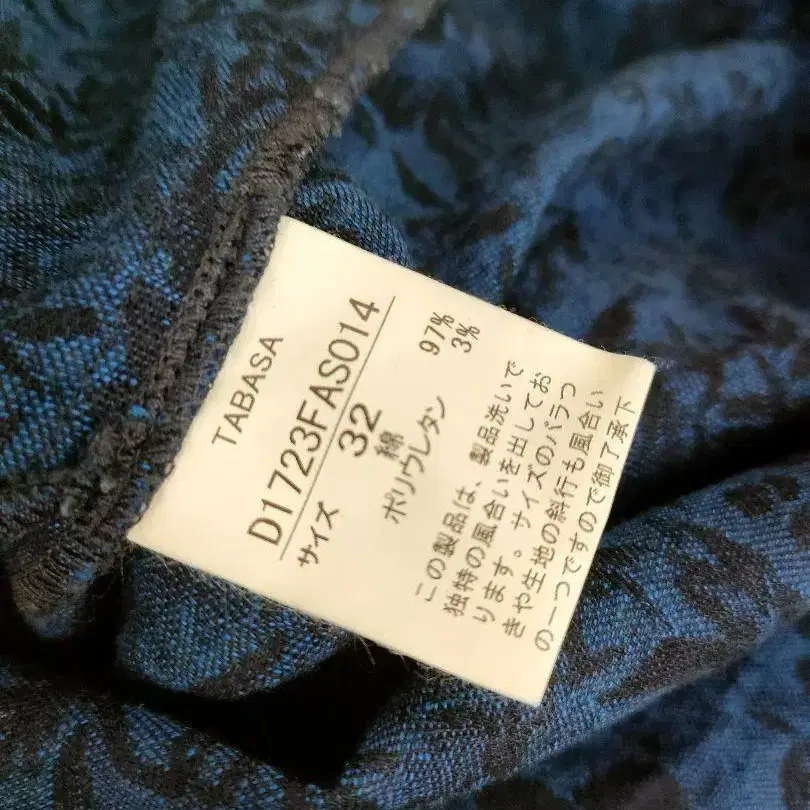 TABASA
D1723FAS014
サイズ 32
綿 97%
ポリウレタン 3%
この製品は、製品洗いで
独特の風合いを出してお
ります。サイズのバラつ
きや生地の斜行も風合い
の一つですので御了承下